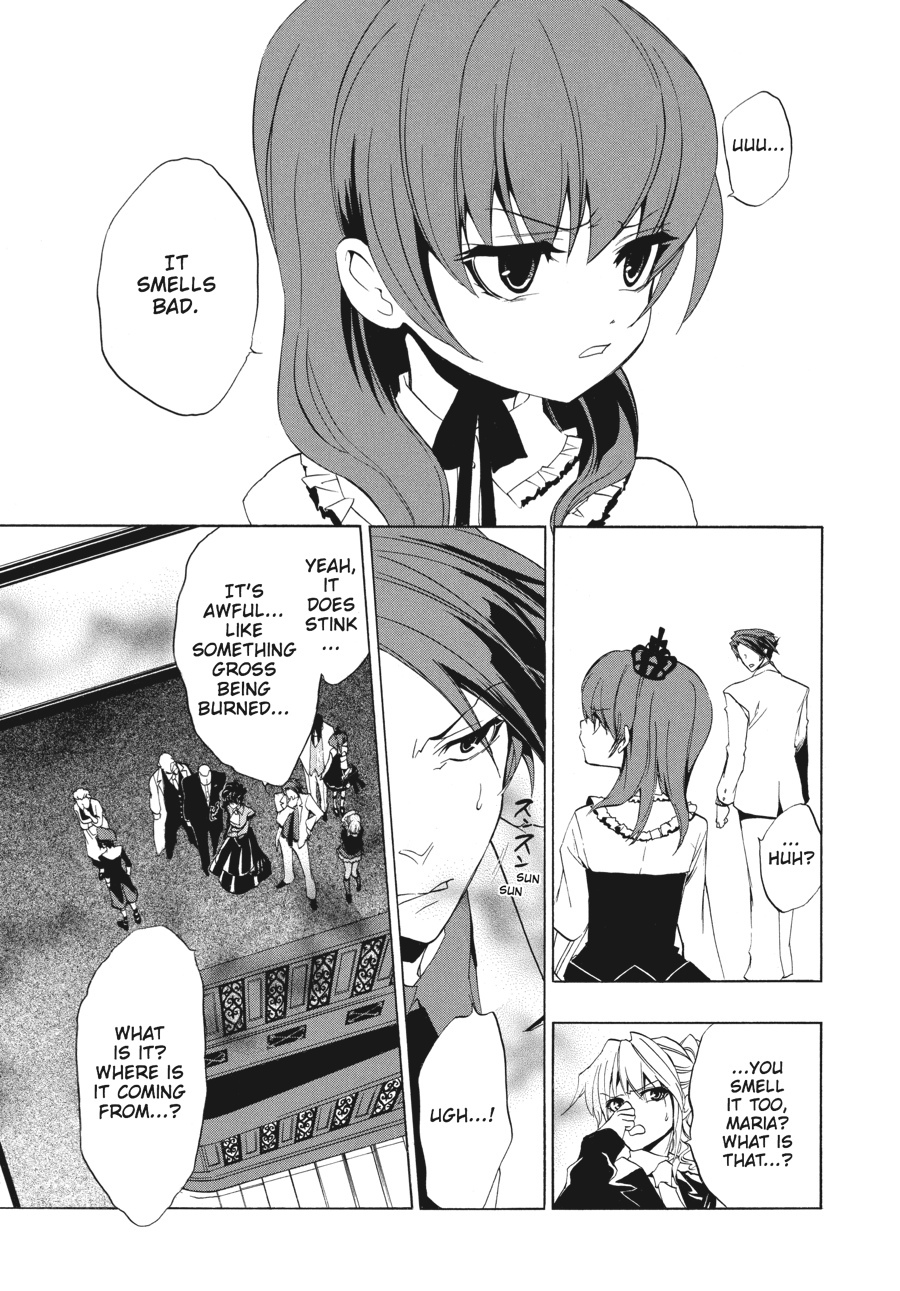 UUU...
IT
SMELLS
BAD.
...
HUH?
...YOU
SMELL
IT TOO,
MARIA?
WHAT IS
THAT...?
スンスン
SUN
SUN
UGH...!
YEAH,
IT
DOES
STINK
...
IT'S
AWFUL...
LIKE
SOMETHING
GROSS
BEING
BURNED...
WHAT
IS IT?
WHERE IS
IT COMING
FROM...?